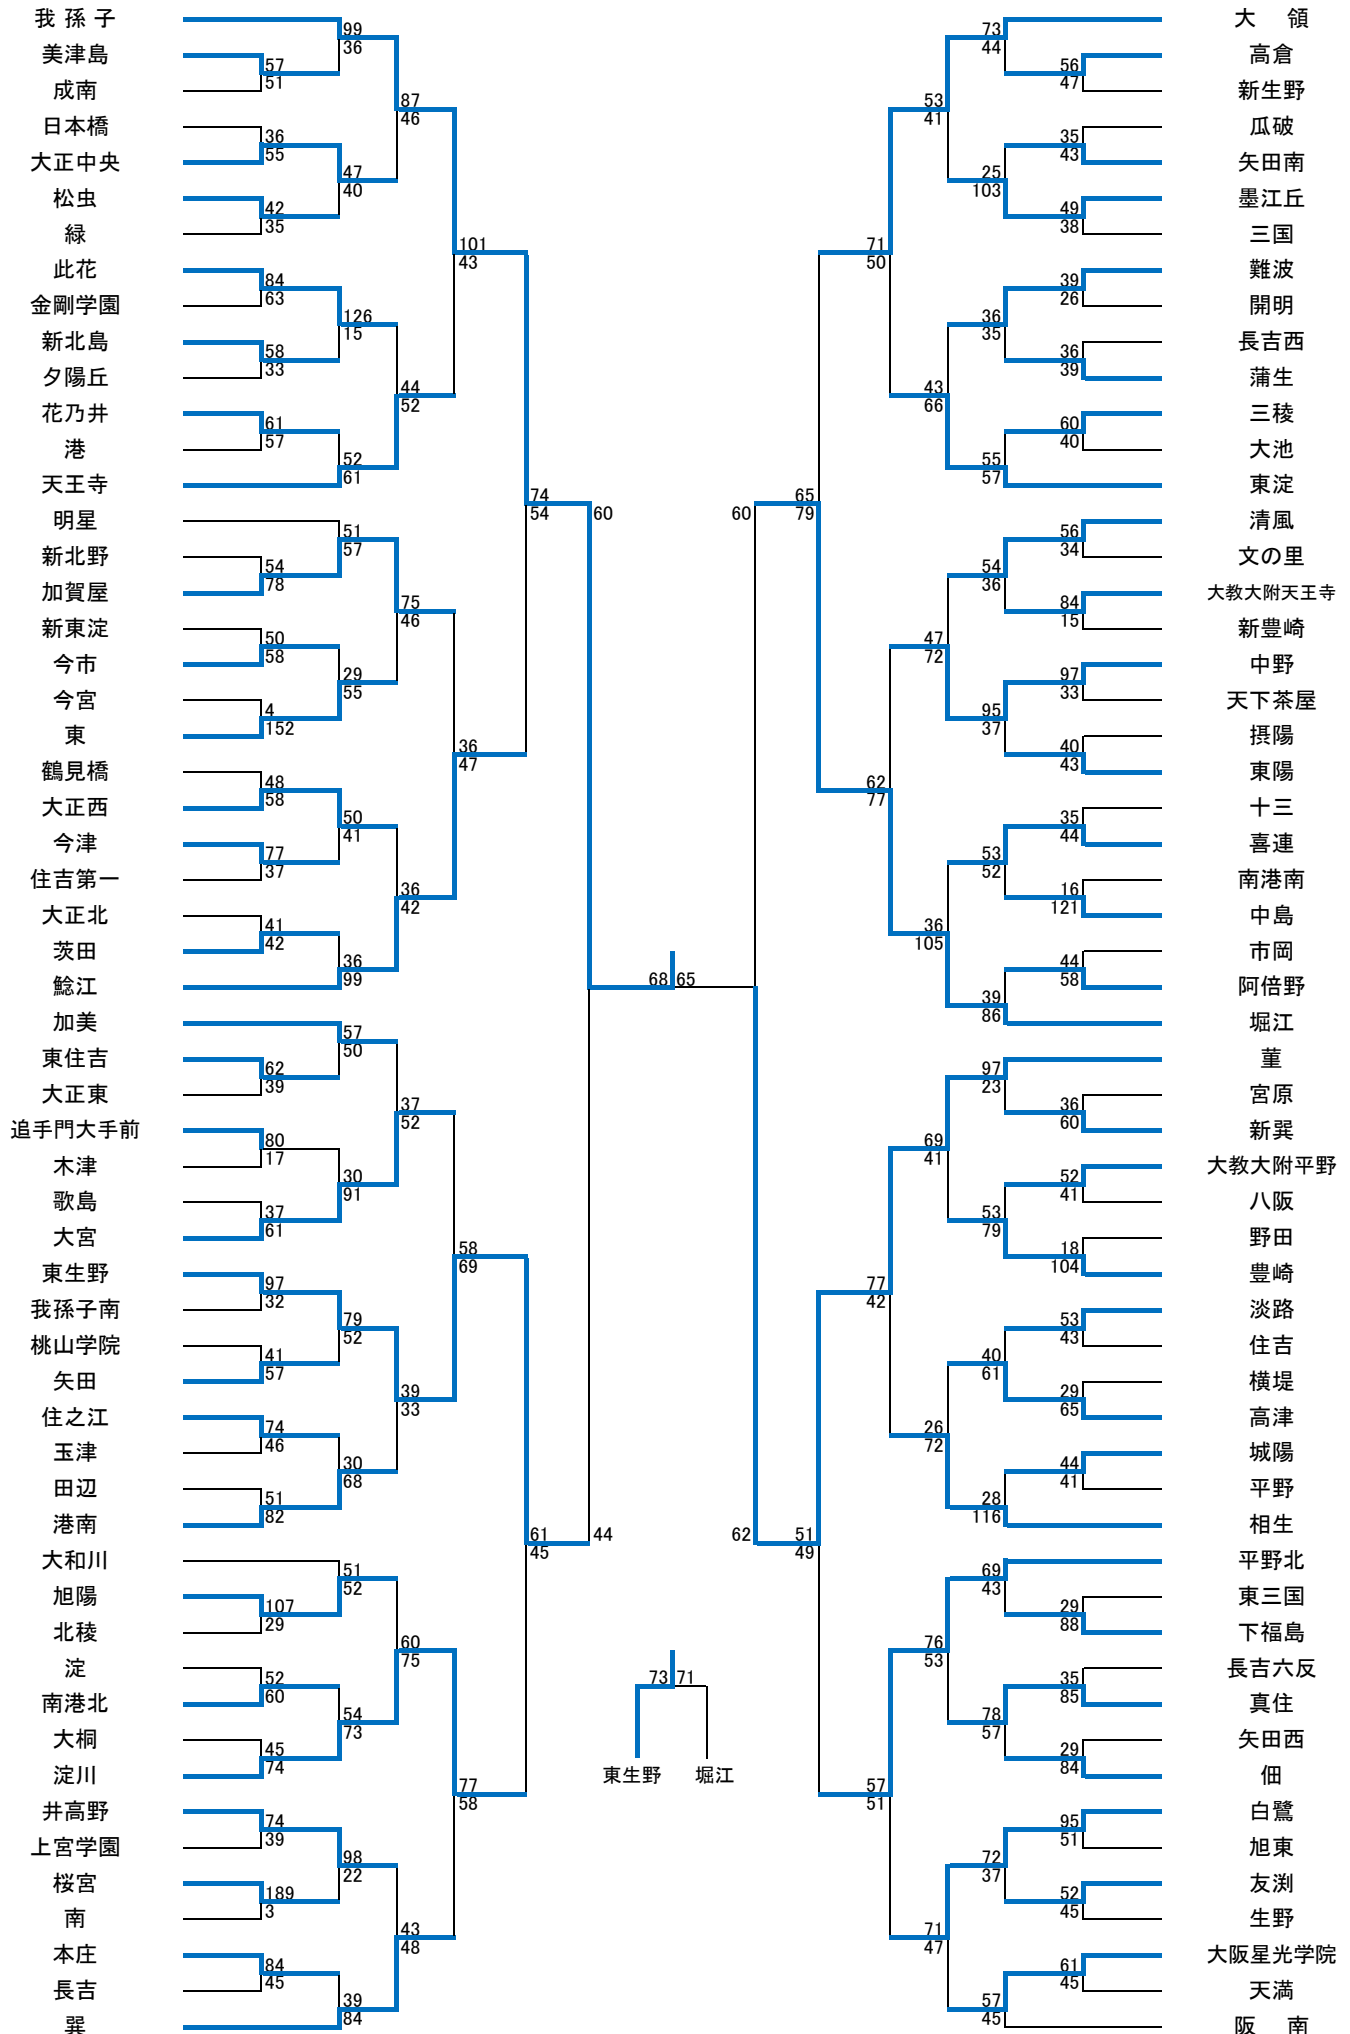 我 孫 子
美津島
成南
日本橋
大正中央
松虫
緑
此花
金剛学園
新北島
夕陽丘
花乃井
港
天王寺
明星
新北野
加賀屋
新東淀
今市
今宮
東
鶴見橋
大正西
今津
住吉第一
大正北
茨田
鯰江
加美
東住吉
大正東
追手門大手前
木津
歌島
大宮
東生野
我孫子南
桃山学院
矢田
住之江
玉津
田辺
港南
大和川
旭陽
北稜
淀
南港北
大桐
淀川
井高野
上宮学園
桜宮
南
本庄
長吉
巽
57
51
36
55
42
35
84
63
58
33
61
57
54
78
50
58
4
152
48
58
77
37
41
42
62
39
80
17
37
61
97
32
41
57
74
46
51
82
107
29
52
60
45
74
74
39
189
3
84
45
99
36
47
40
126
15
52
61
51
57
29
55
50
41
36
99
57
50
30
91
79
52
30
68
51
52
54
73
98
22
39
84
87
46
44
52
75
46
36
42
37
52
39
33
60
75
43
48
101
43
36
47
58
69
77
58
74
54
61
45
60
44
68 65
73 71
東生野 堀江
60
62
65
79
51
49
71
50
62
77
77
42
57
51
53
41
43
66
47
72
36
105
69
41
26
72
76
53
71
47
73
44
25
103
36
35
55
57
54
36
95
37
53
52
39
86
97
23
53
79
40
61
28
116
69
43
78
57
72
37
57
45
56
47
35
43
49
38
39
26
36
39
60
40
56
34
84
15
97
33
40
43
35
44
16
121
44
58
36
60
52
41
18
104
53
43
29
65
44
41
29
88
35
85
29
84
95
51
52
45
61
45
大 領
高倉
新生野
瓜破
矢田南
墨江丘
三国
難波
開明
長吉西
蒲生
三稜
大池
東淀
清風
文の里
大教大附天王寺
新豊崎
中野
天下茶屋
摂陽
東陽
十三
喜連
南港南
中島
市岡
阿倍野
堀江
菫
宮原
新巽
大教大附平野
八阪
野田
豊崎
淡路
住吉
横堤
高津
城陽
平野
相生
平野北
東三国
下福島
長吉六反
真住
矢田西
佃
白鷺
旭東
友渕
生野
大阪星光学院
天満
阪 南